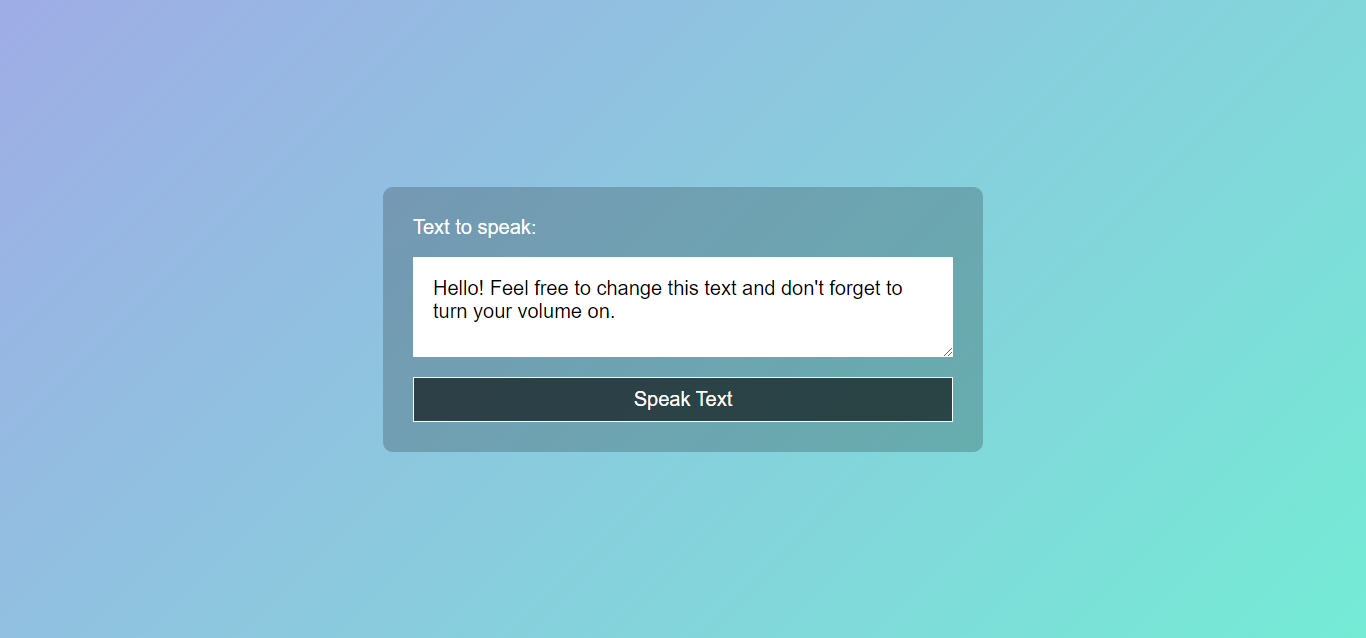 Text to speak:
Hello! Feel free to change this text and don't forget to
turn your volume on.
Speak Text